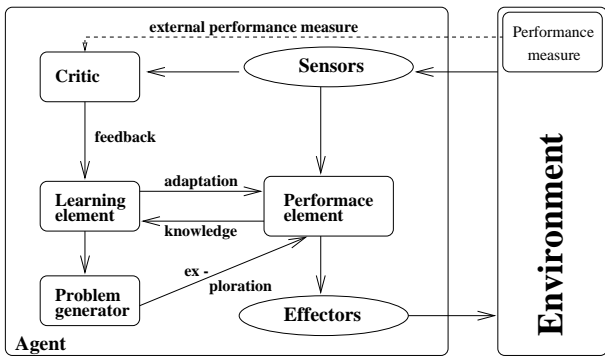 external performance measure
Performance
measure
Critic
Sensors
feedback
Learning
element
adaptation
knowledge
Performace
element
Environment
ex -
ploration
Problem
generator
Effectors
Agent